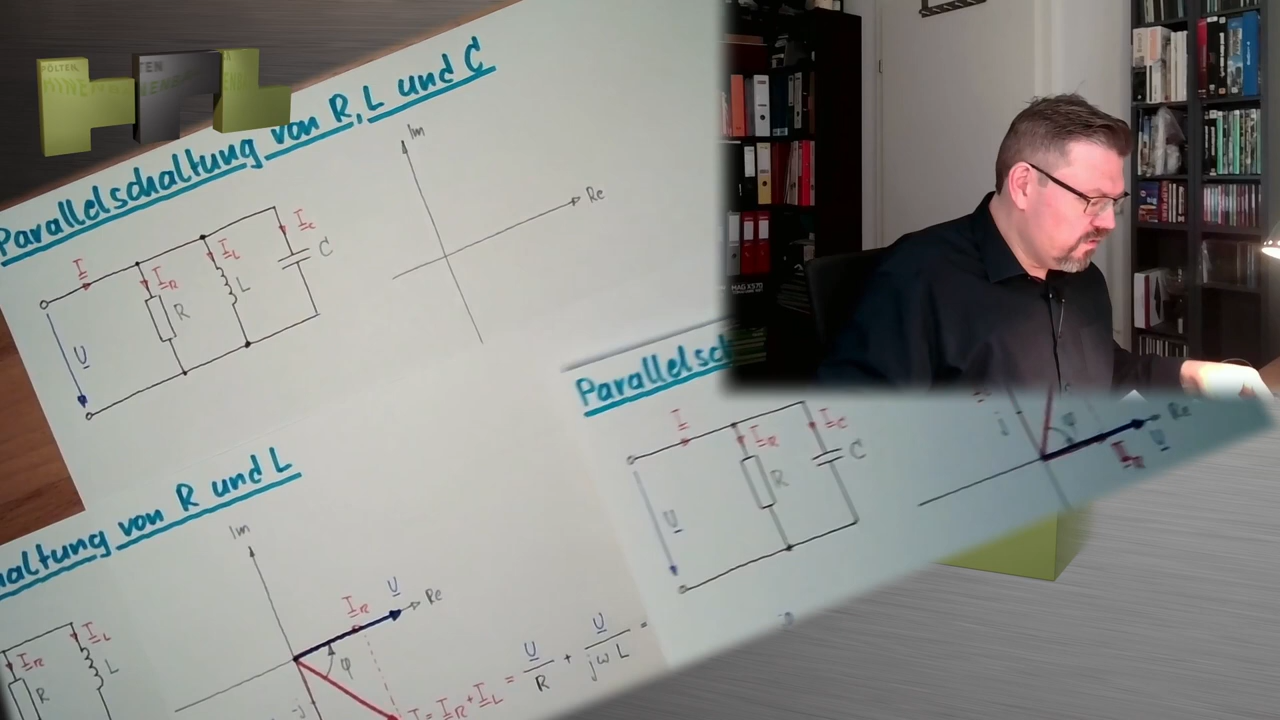 Parallelschaltung von R, L und C
Im
Re
I
I_R
I_L
I_C
R
L
C
U
Parallelsch
I
I_R
I_C
R
C
U
Re
φ
U
I_R
haltung von R und L
Im
Re
I_R
U
φ
-j
I_R
I_L
R
L
I = I_R + I_L = U/R + U/jωL =